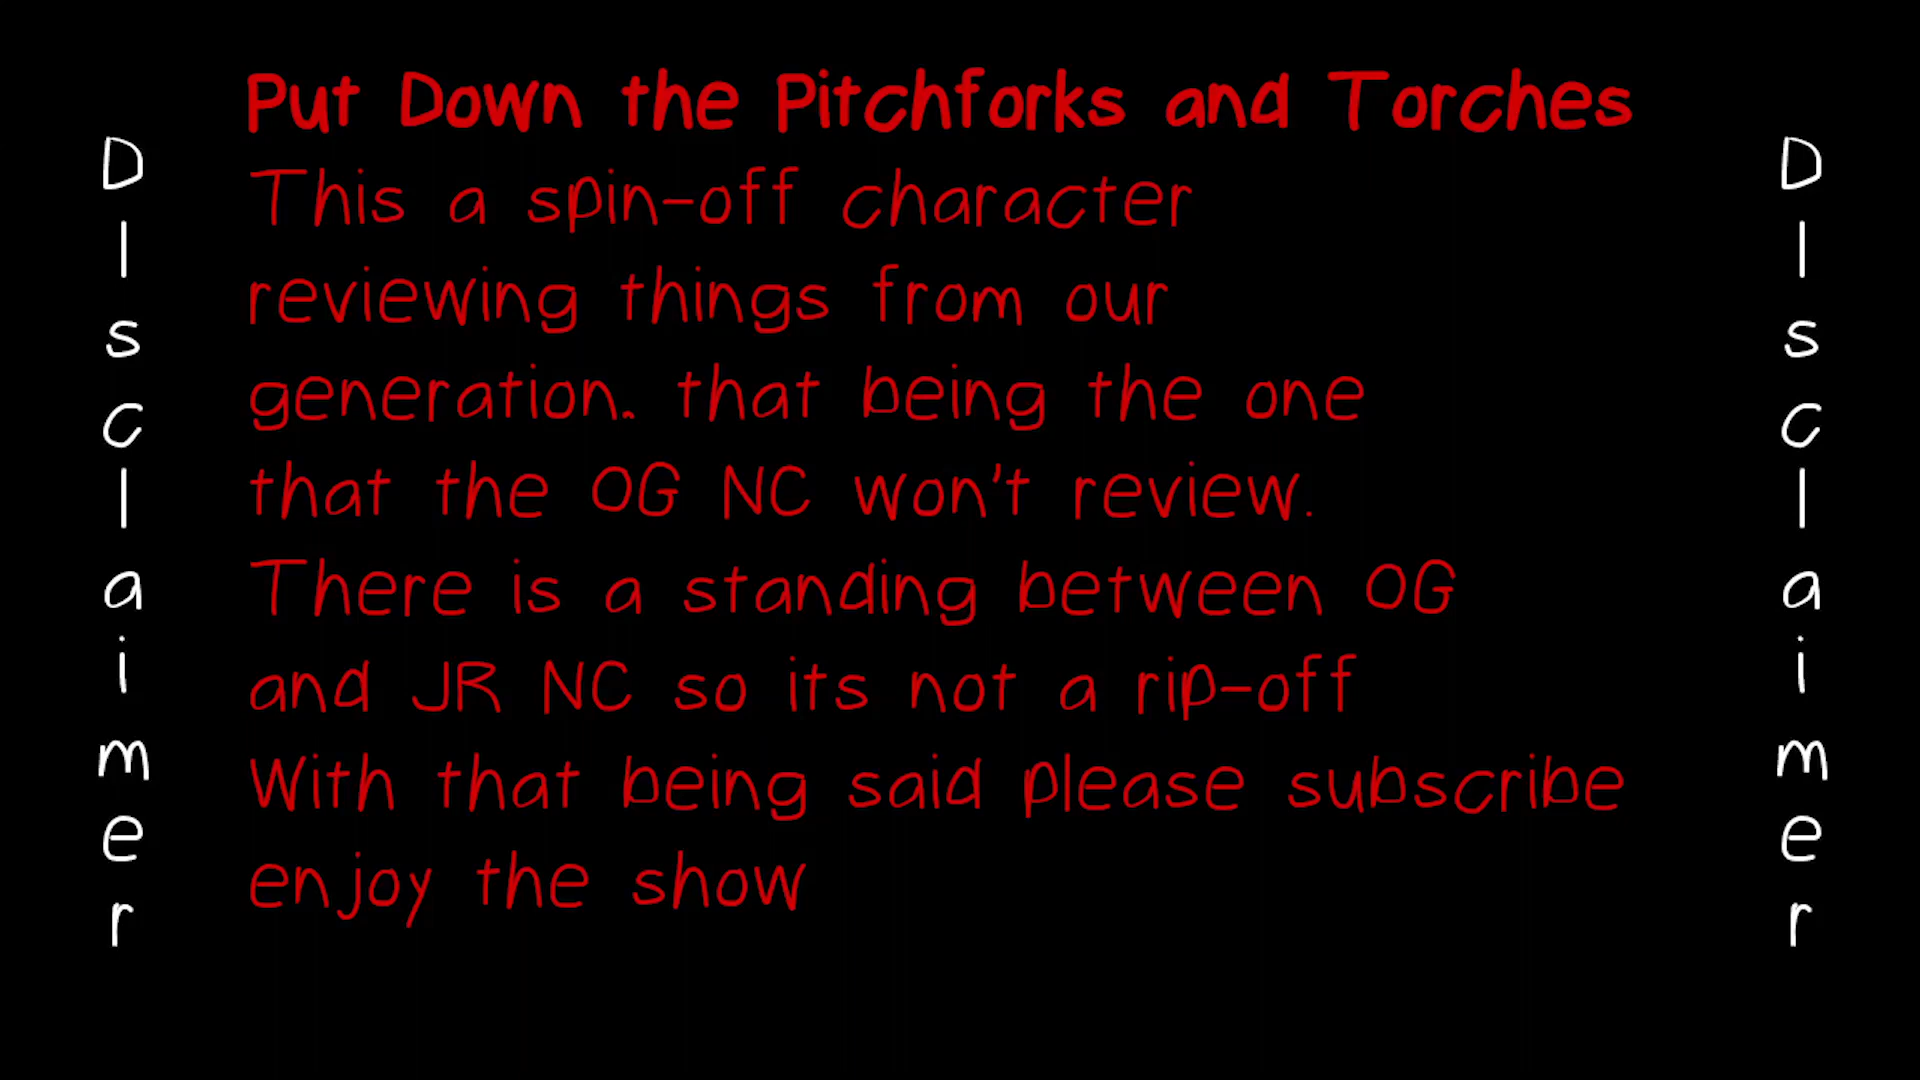 Put Down the Pitchforks and Torches
This a spin-off character
reviewing things from our
generation. that being the one
that the OG NC won't review.
There is a standing between OG
and JR NC so its not a rip-off
With that being said please subscribe
enjoy the show
DIsclaimer
DIsclaimer